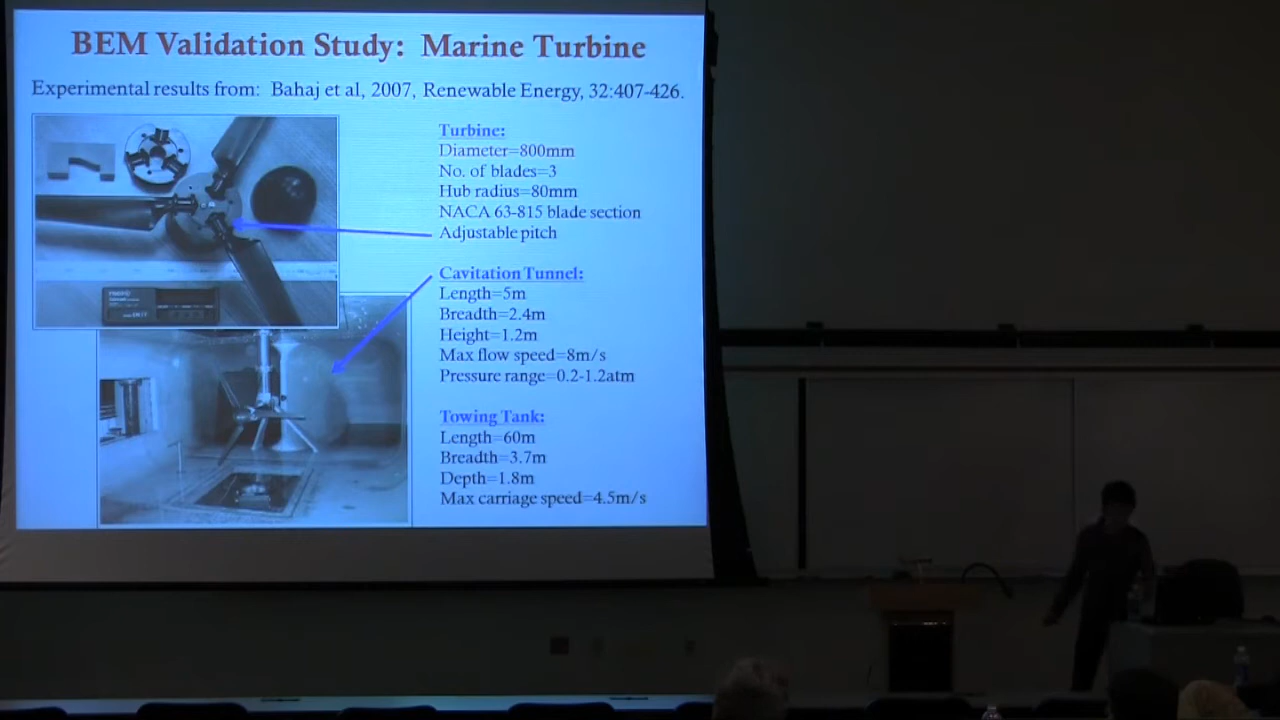 BEM Validation Study: Marine Turbine
Experimental results from: Bahaj et al, 2007, Renewable Energy, 32:407-426.
Turbine:
Diameter=800mm
No. of blades=3
Hub radius=80mm
NACA 63-815 blade section
Adjustable pitch
Cavitation Tunnel:
Length=5m
Breadth=2.4m
Height=1.2m
Max flow speed=8m/s
Pressure range=0.2-1.2atm
Towing Tank:
Length=60m
Breadth=3.7m
Depth=1.8m
Max carriage speed=4.5m/s